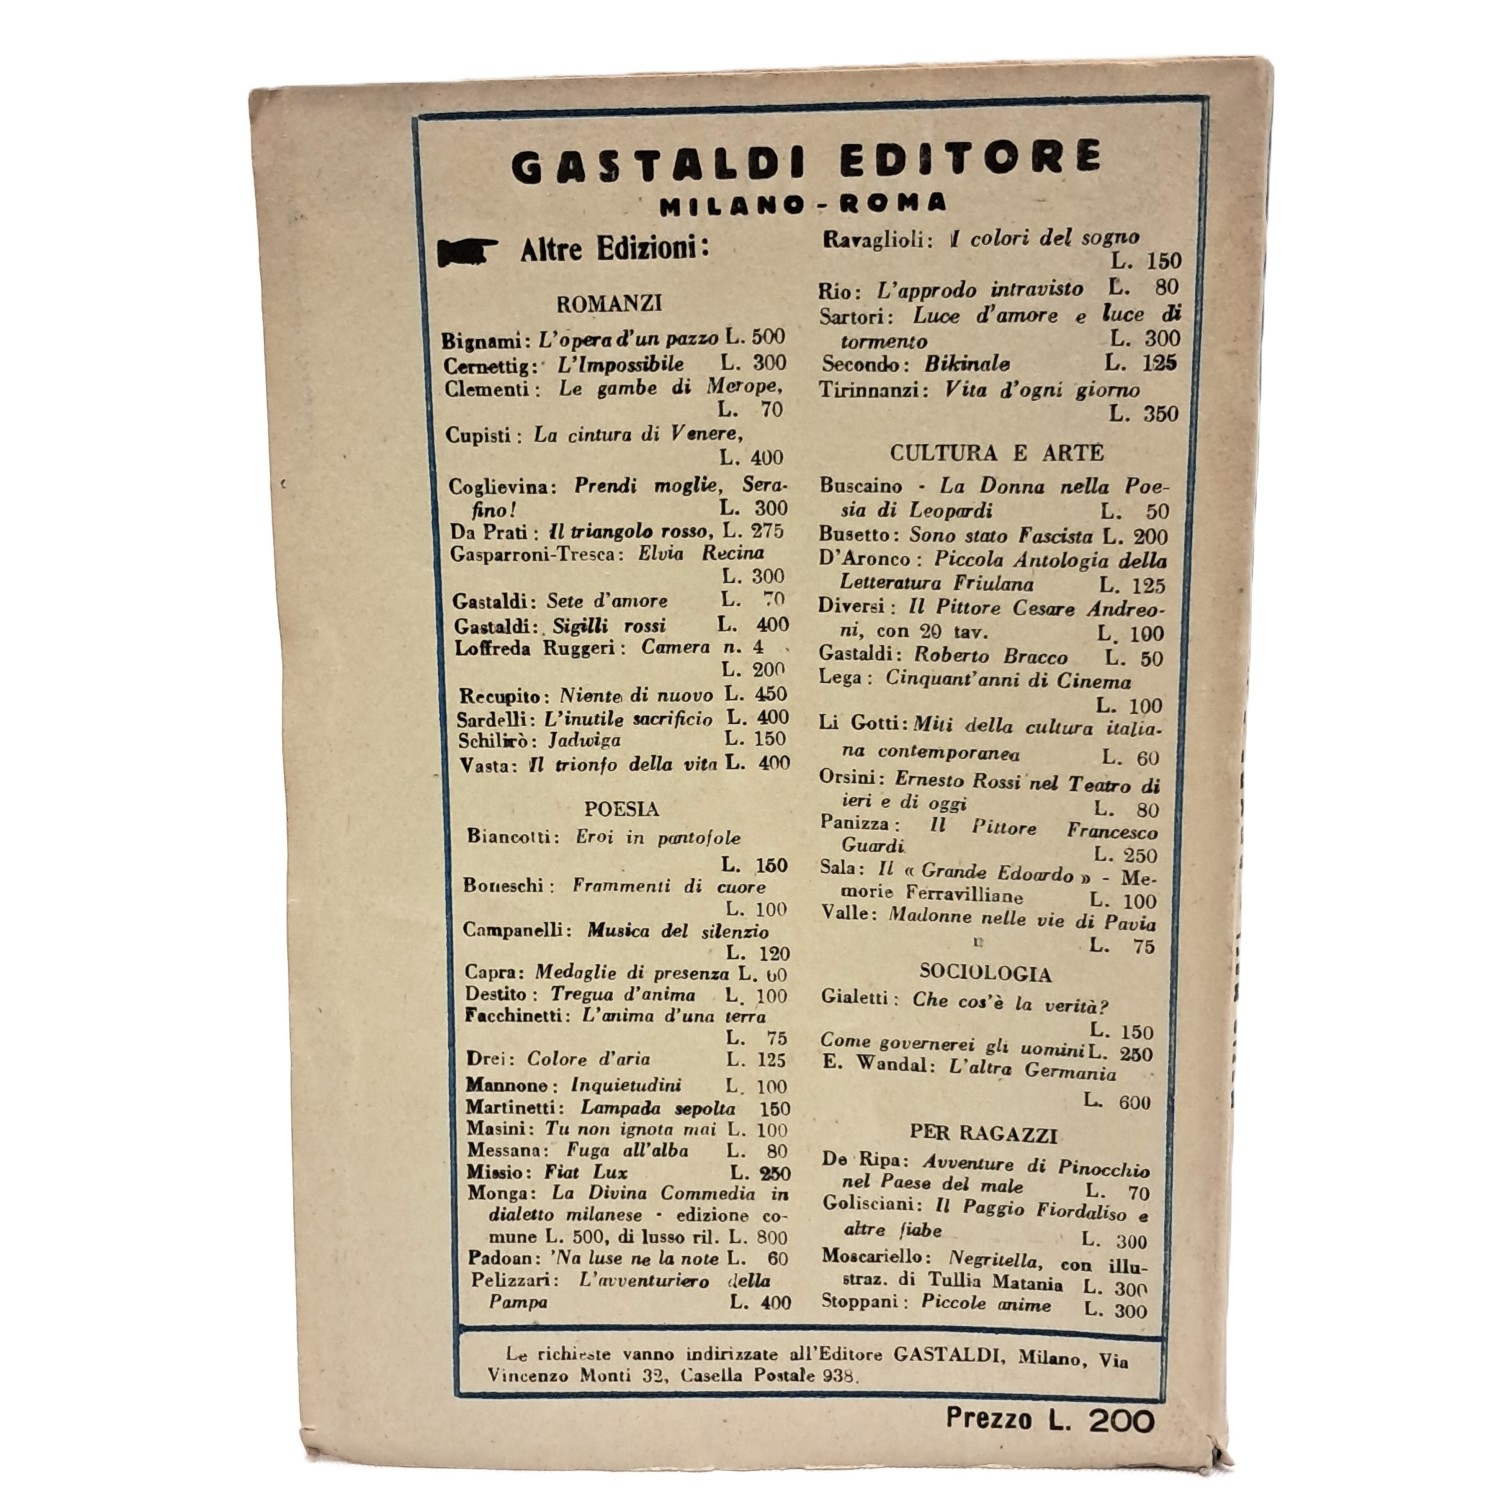 GASTALDI EDITORE
MILANO - ROMA
Altre Edizioni:
ROMANZI
Bignami: L'opera d'un pazzo L. 500
Cernettig: L'Impossibile L. 300
Clementi: Le gambe di Merope,
L. 70
Cupisti: La cintura di Venere,
L. 400
Coglievina: Prendi moglie, Sera-
fino! L. 300
Da Prati: Il triangolo rosso, L. 275
Gasparroni-Tresca: Elvia Recina
L. 300
Gastaldi: Sete d'amore L. 70
Gastaldi: Sigilli rossi L. 400
Loffreda Ruggeri: Camera n. 4
L. 200
Recupito: Niente di nuovo L. 450
Sardelli: L'inutile sacrificio L. 400
Schilirò: Jadwiga L. 150
Vasta: Il trionfo della vita L. 400
POESIA
Biancotti: Eroi in pantofole
L. 150
Boneschi: Frammenti di cuore
L. 100
Campanelli: Musica del silenzio
L. 120
Capra: Medaglie di presenza L. 60
Destito: Tregua d'anima L. 100
Facchinetti: L'anima d'una terra
L. 75
Drei: Colore d'aria L. 125
Mannone: Inquietudini L. 100
Martinetti: Lampada sepolta 150
Masini: Tu non ignota mai L. 100
Messana: Fuga all'alba L. 80
Missio: Fiat Lux L. 250
Monga: La Divina Commedia in
dialetto milanese - edizione co-
mune L. 500, di lusso ril. L. 800
Padoan: 'Na luse ne la note L. 60
Pelizzari: L'avventuriero della
Pampa L. 400
Ravaglioli: I colori del sogno
L. 150
Rio: L'approdo intravisto L. 80
Sartori: Luce d'amore e luce di
tormento L. 300
Secondo: Bikinale L. 125
Tirinnanzi: Vita d'ogni giorno
L. 350
CULTURA E ARTE
Buscaino - La Donna nella Poe-
sia di Leopardi L. 50
Busetto: Sono stato Fascista L. 200
D'Aronco: Piccola Antologia della
Letteratura Friulana L. 125
Diversi: Il Pittore Cesare Andreo-
ni, con 20 tav. L. 100
Gastaldi: Roberto Bracco L. 50
Lega: Cinquant'anni di Cinema
L. 100
Li Gotti: Miti della cultura italia-
na contemporanea L. 60
Orsini: Ernesto Rossi nel Teatro di
ieri e di oggi L. 80
Panizza: Il Pittore Francesco
Guardi L. 250
Sala: Il « Grande Edoardo » - Me-
morie Ferravilliane L. 100
Valle: Madonne nelle vie di Pavia
L. 75
SOCIOLOGIA
Gialetti: Che cos'è la verità?
L. 150
Come governerei gli uomini L. 250
E. Wandal: L'altra Germania
L. 600
PER RAGAZZI
De Ripa: Avventure di Pinocchio
nel Paese del male L. 70
Golisciani: Il Paggio Fiordaliso e
altre fiabe L. 300
Moscariello: Negritella, con illu-
straz. di Tullia Matania L. 300
Stoppani: Piccole anime L. 300
Le richieste vanno indirizzate all'Editore GASTALDI, Milano, Via
Vincenzo Monti 32, Casella Postale 938.
Prezzo L. 200